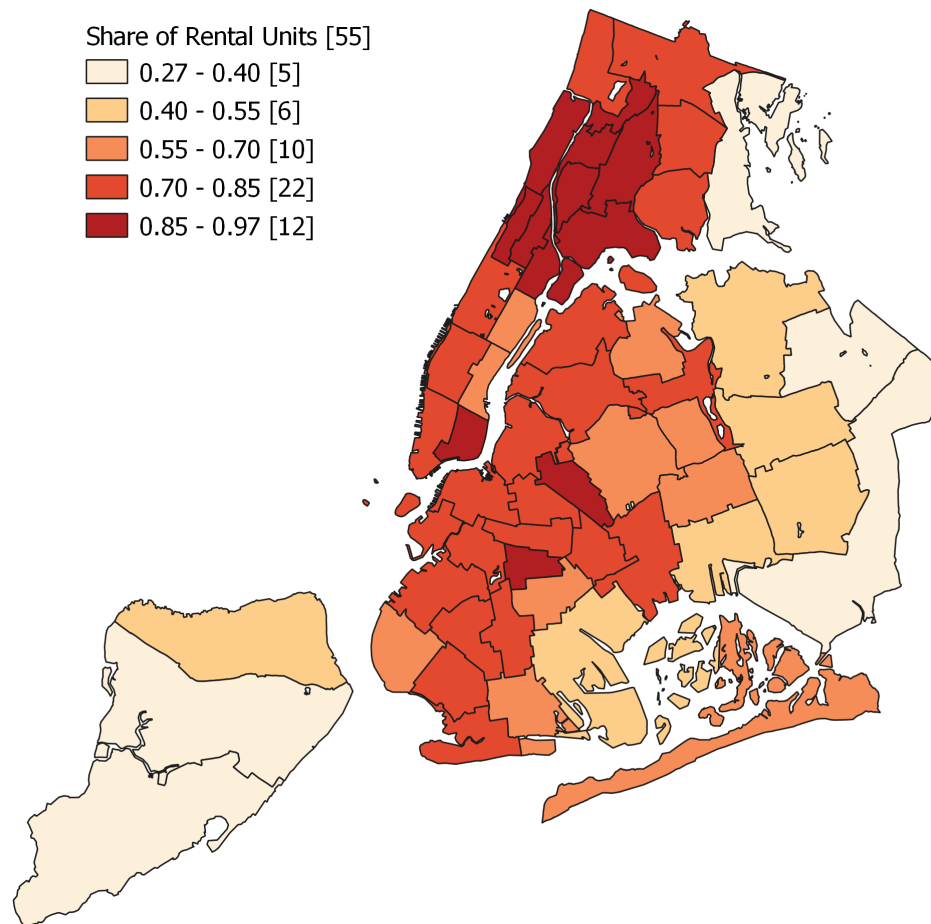 Share of Rental Units [55]
0.27 - 0.40 [5]
0.40 - 0.55 [6]
0.55 - 0.70 [10]
0.70 - 0.85 [22]
0.85 - 0.97 [12]